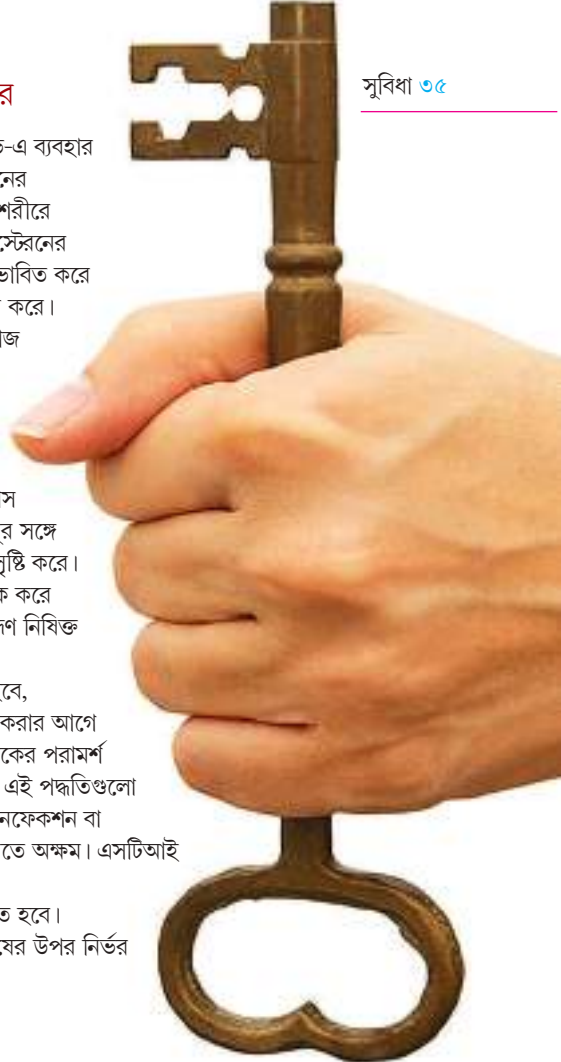 সুবিধা ৩৫
র
-এ ব্যবহার
নের
শরীরে
স্টেরনের
ভাবিত করে
করে।
জ
স
র সঙ্গে
সৃষ্টি করে।
ক করে
ণ নিষিক্ত
বে,
করার আগে
কের পরামর্শ
এই পদ্ধতিগুলো
নফেকশন বা
তে অক্ষম। এসটিআই
ত হবে।
ষের উপর নির্ভর